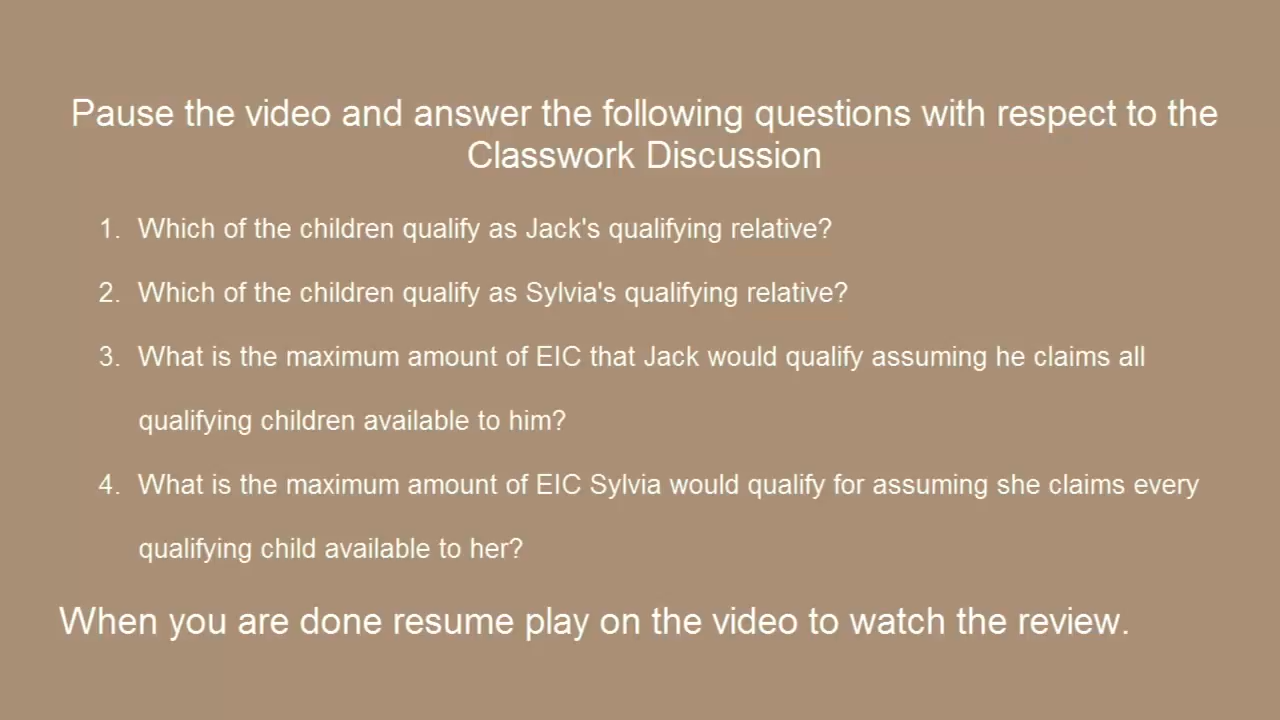 Pause the video and answer the following questions with respect to the
Classwork Discussion
1. Which of the children qualify as Jack's qualifying relative?
2. Which of the children qualify as Sylvia's qualifying relative?
3. What is the maximum amount of EIC that Jack would qualify assuming he claims all
qualifying children available to him?
4. What is the maximum amount of EIC Sylvia would qualify for assuming she claims every
qualifying child available to her?
When you are done resume play on the video to watch the review.